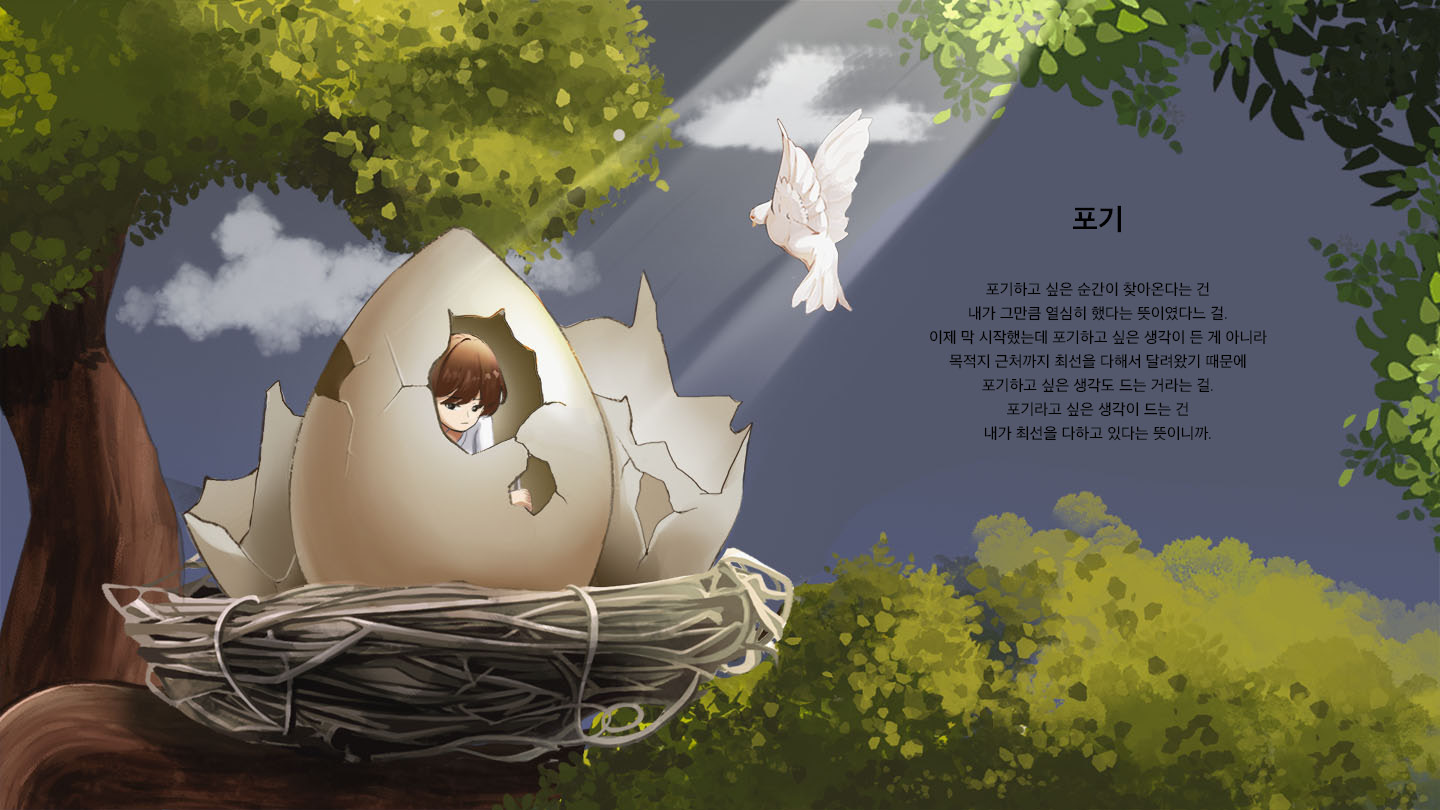 포기
포기하고 싶은 순간이 찾아온다는 건
내가 그만큼 열심히 했다는 뜻이였다느 걸.
이제 막 시작했는데 포기하고 싶은 생각이 든 게 아니라
목적지 근처까지 최선을 다해서 달려왔기 때문에
포기하고 싶은 생각도 드는 거라는 걸.
포기라고 싶은 생각이 드는 건
내가 최선을 다하고 있다는 뜻이니까.